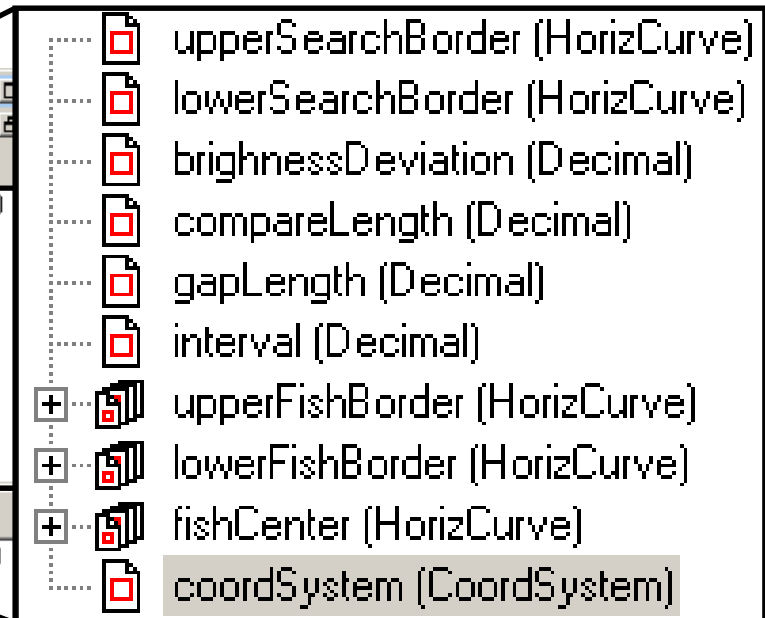 upperSearchBorder (HorizCurve)
lowerSearchBorder (HorizCurve)
brighnessDeviation (Decimal)
compareLength (Decimal)
gapLength (Decimal)
interval (Decimal)
upperFishBorder (HorizCurve)
lowerFishBorder (HorizCurve)
fishCenter (HorizCurve)
coordSystem (CoordSystem)